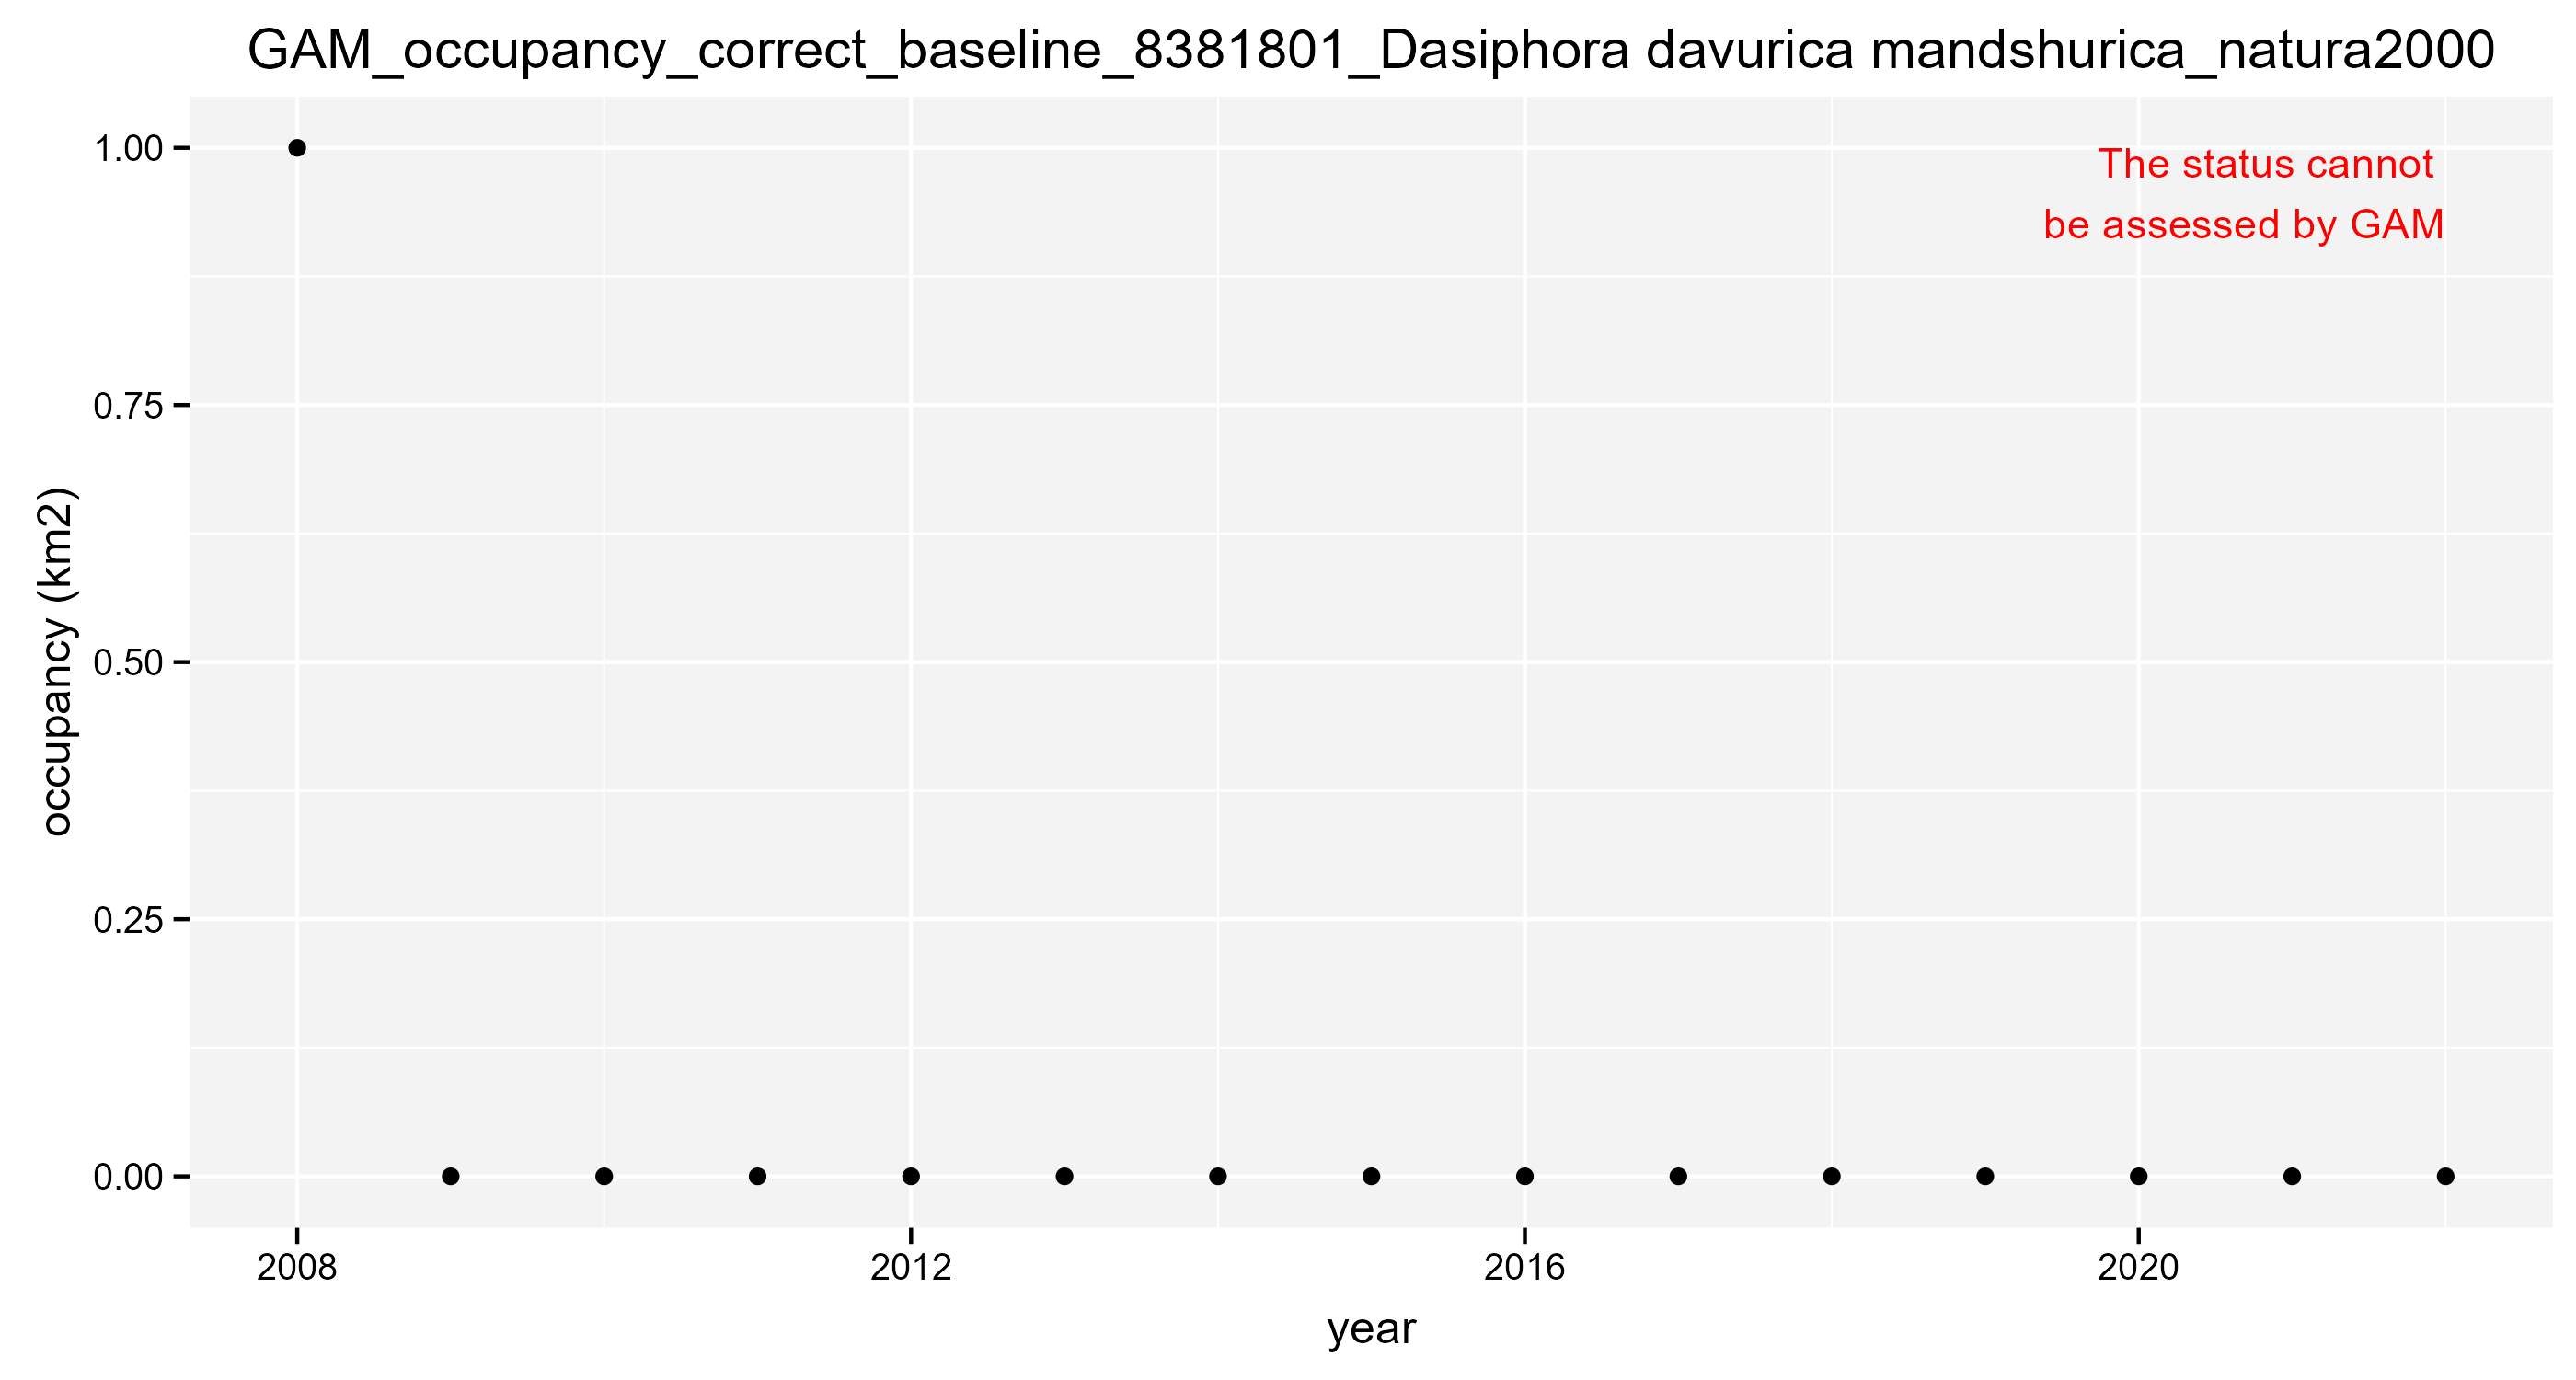 GAM_occupancy_correct_baseline_8381801_Dasiphora davurica mandshurica_natura2000
The status cannot
be assessed by GAM
occupancy (km2)
1.00
0.75
0.50
0.25
0.00
2008 2012 2016 2020
year